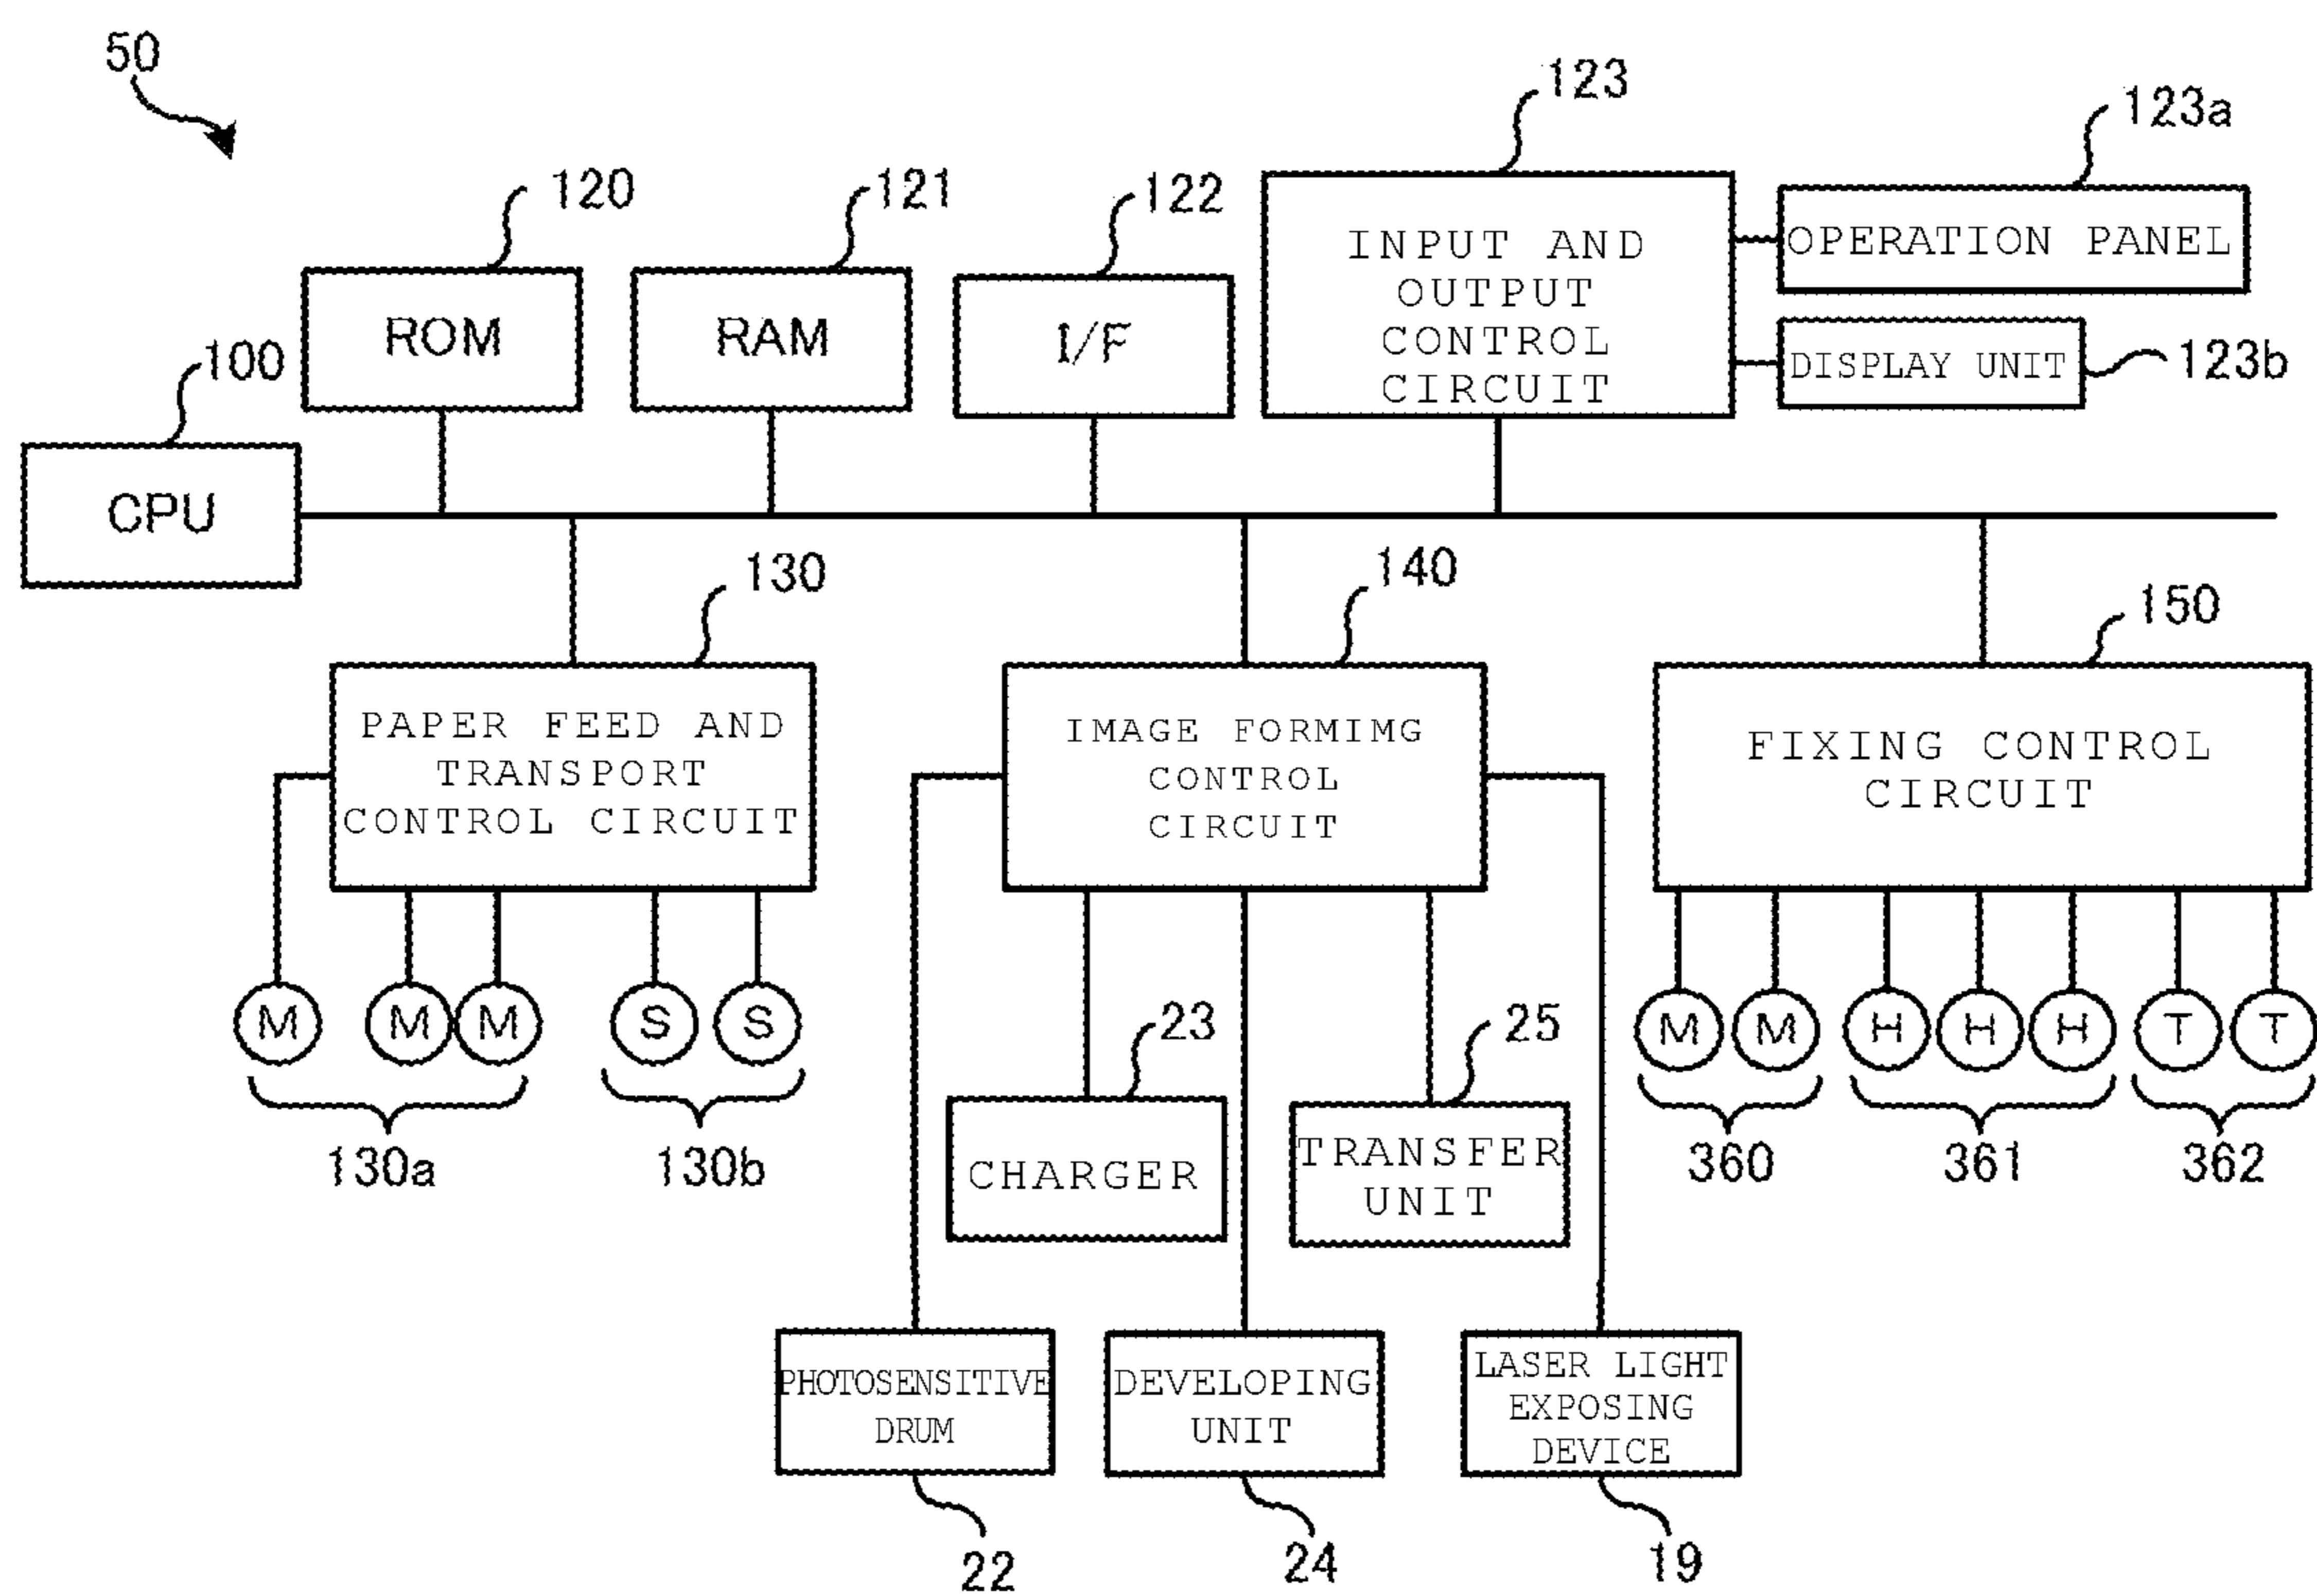 50
123
123a
120
121
122
INPUT AND
OUTPUT
CONTROL
CIRCUIT
OPERATION PANEL
ROM
RAM
I/F
DISPLAY UNIT
123b
100
CPU
130
140
150
PAPER FEED AND
TRANSPORT
CONTROL CIRCUIT
IMAGE FORMIMG
CONTROL
CIRCUIT
FIXING CONTROL
CIRCUIT
M M M S S
M M H H H T T
130a
130b
23
25
360
361
362
CHARGER
TRANSFER
UNIT
PHOTOSENSITIVE
DRUM
DEVELOPING
UNIT
LASER LIGHT
EXPOSING
DEVICE
22
24
19